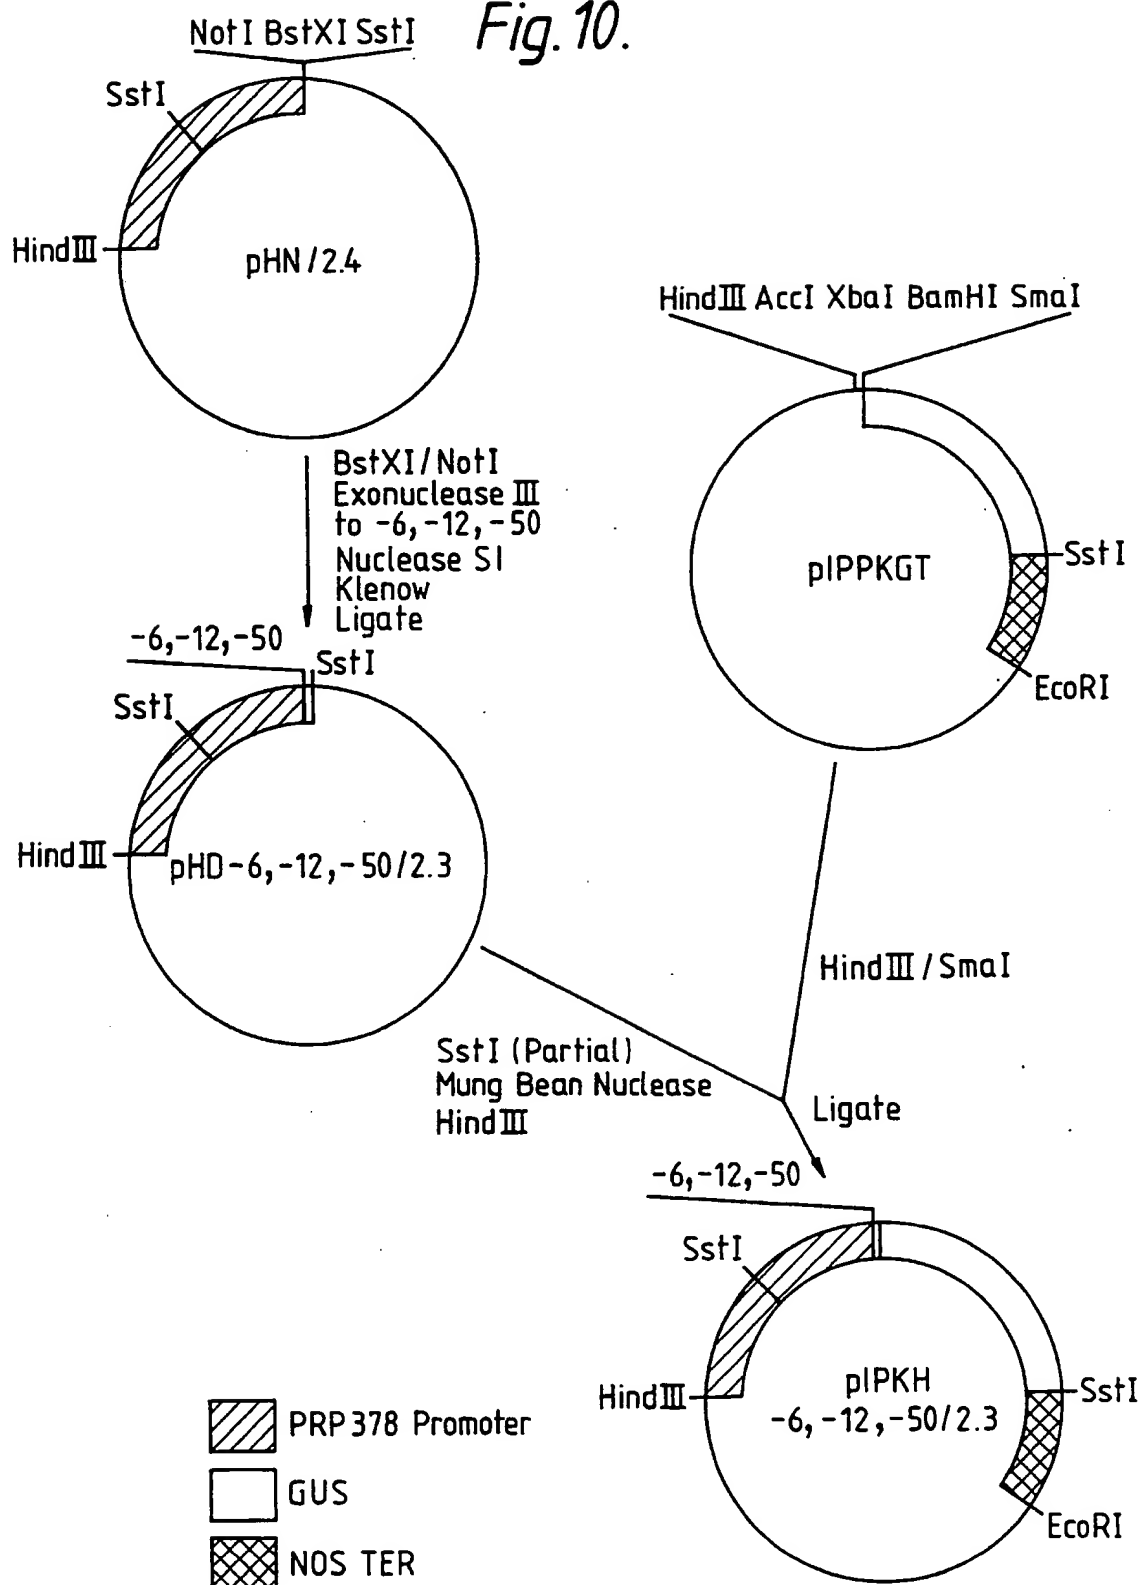 Fig. 10.
NotI BstXI SstI
SstI
HindIII
pHN/2.4
HindIII AccI XbaI BamHI SmaI
BstXI/NotI
Exonuclease III
to -6,-12,-50
Nuclease SI
Klenow
Ligate
pIPPKGT
SstI
EcoRI
-6,-12,-50
SstI
SstI
HindIII
pHD-6,-12,-50/2.3
HindIII/SmaI
SstI (Partial)
Mung Bean Nuclease
HindIII
Ligate
-6,-12,-50
SstI
HindIII
pIPKH
-6,-12,-50/2.3
SstI
EcoRI
PRP378 Promoter
GUS
NOS TER